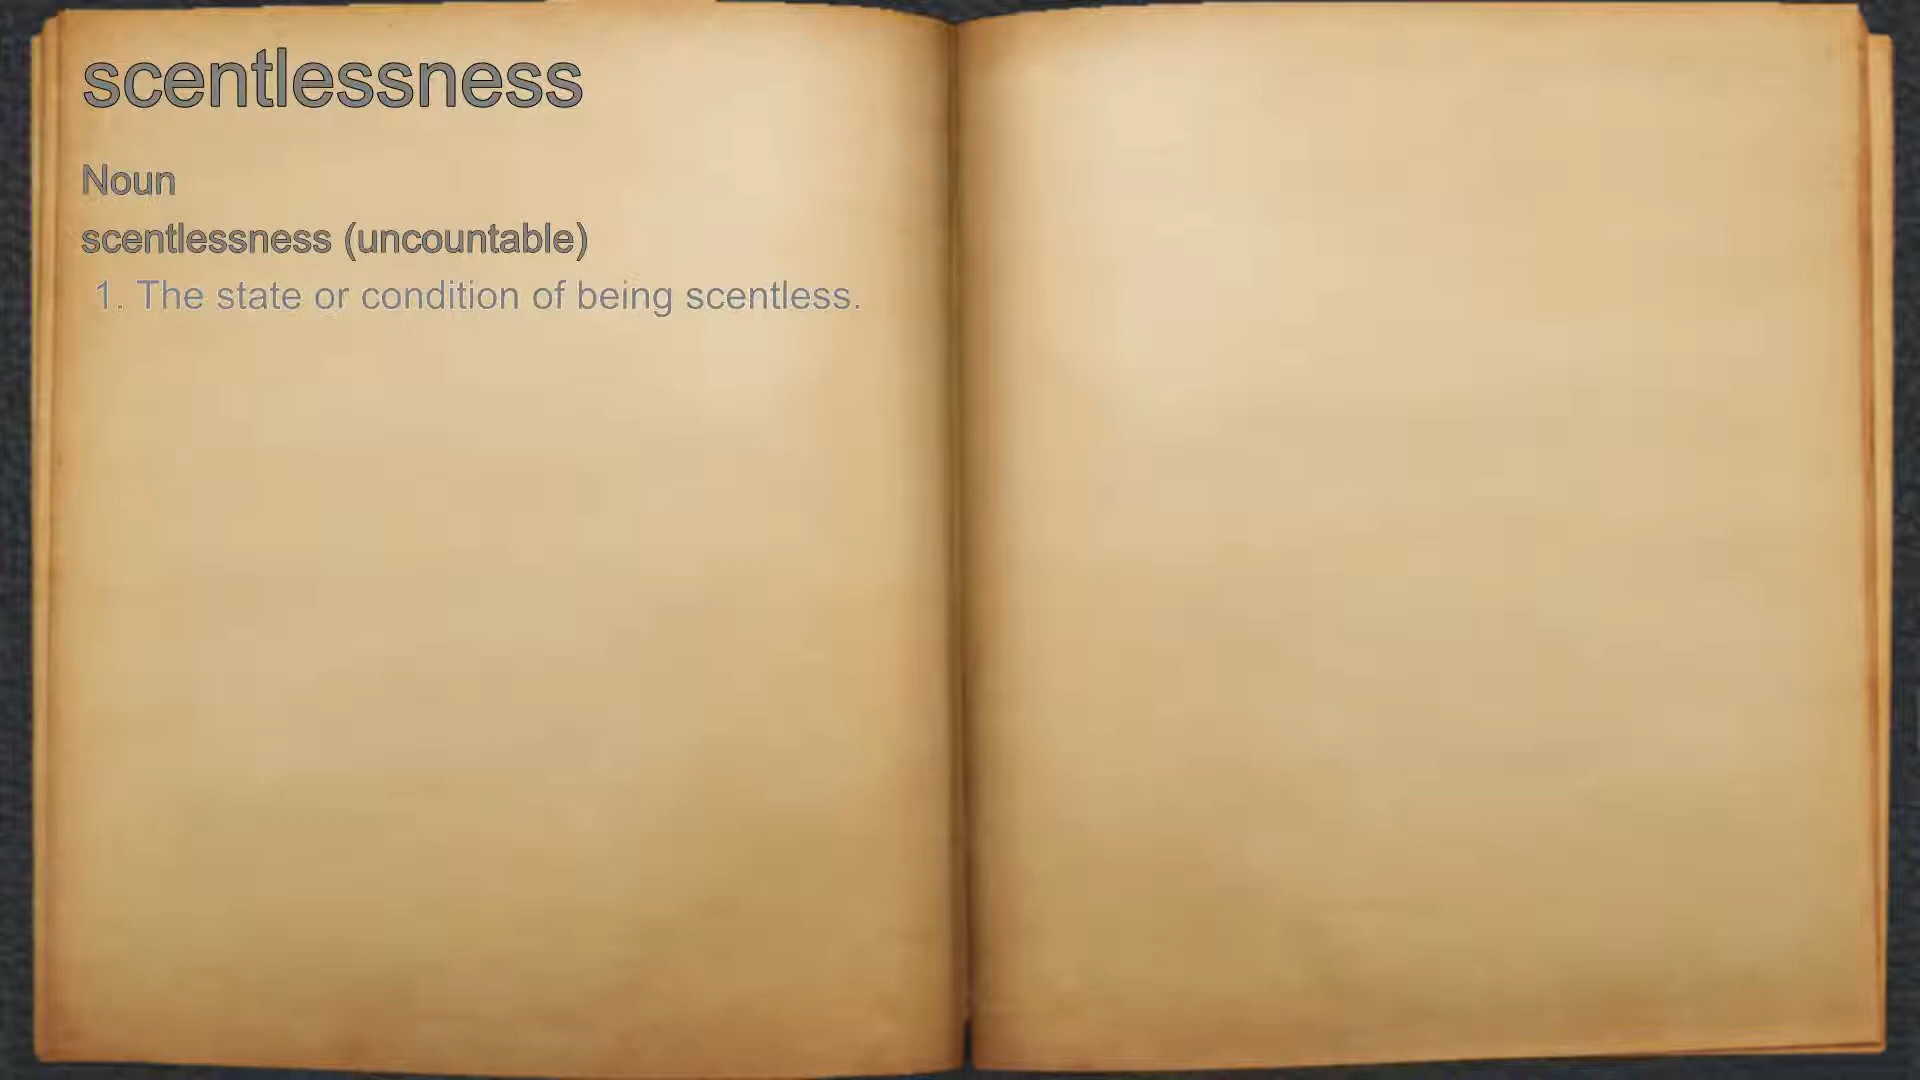 scentlessness
Noun
scentlessness (uncountable)
1. The state or condition of being scentless.